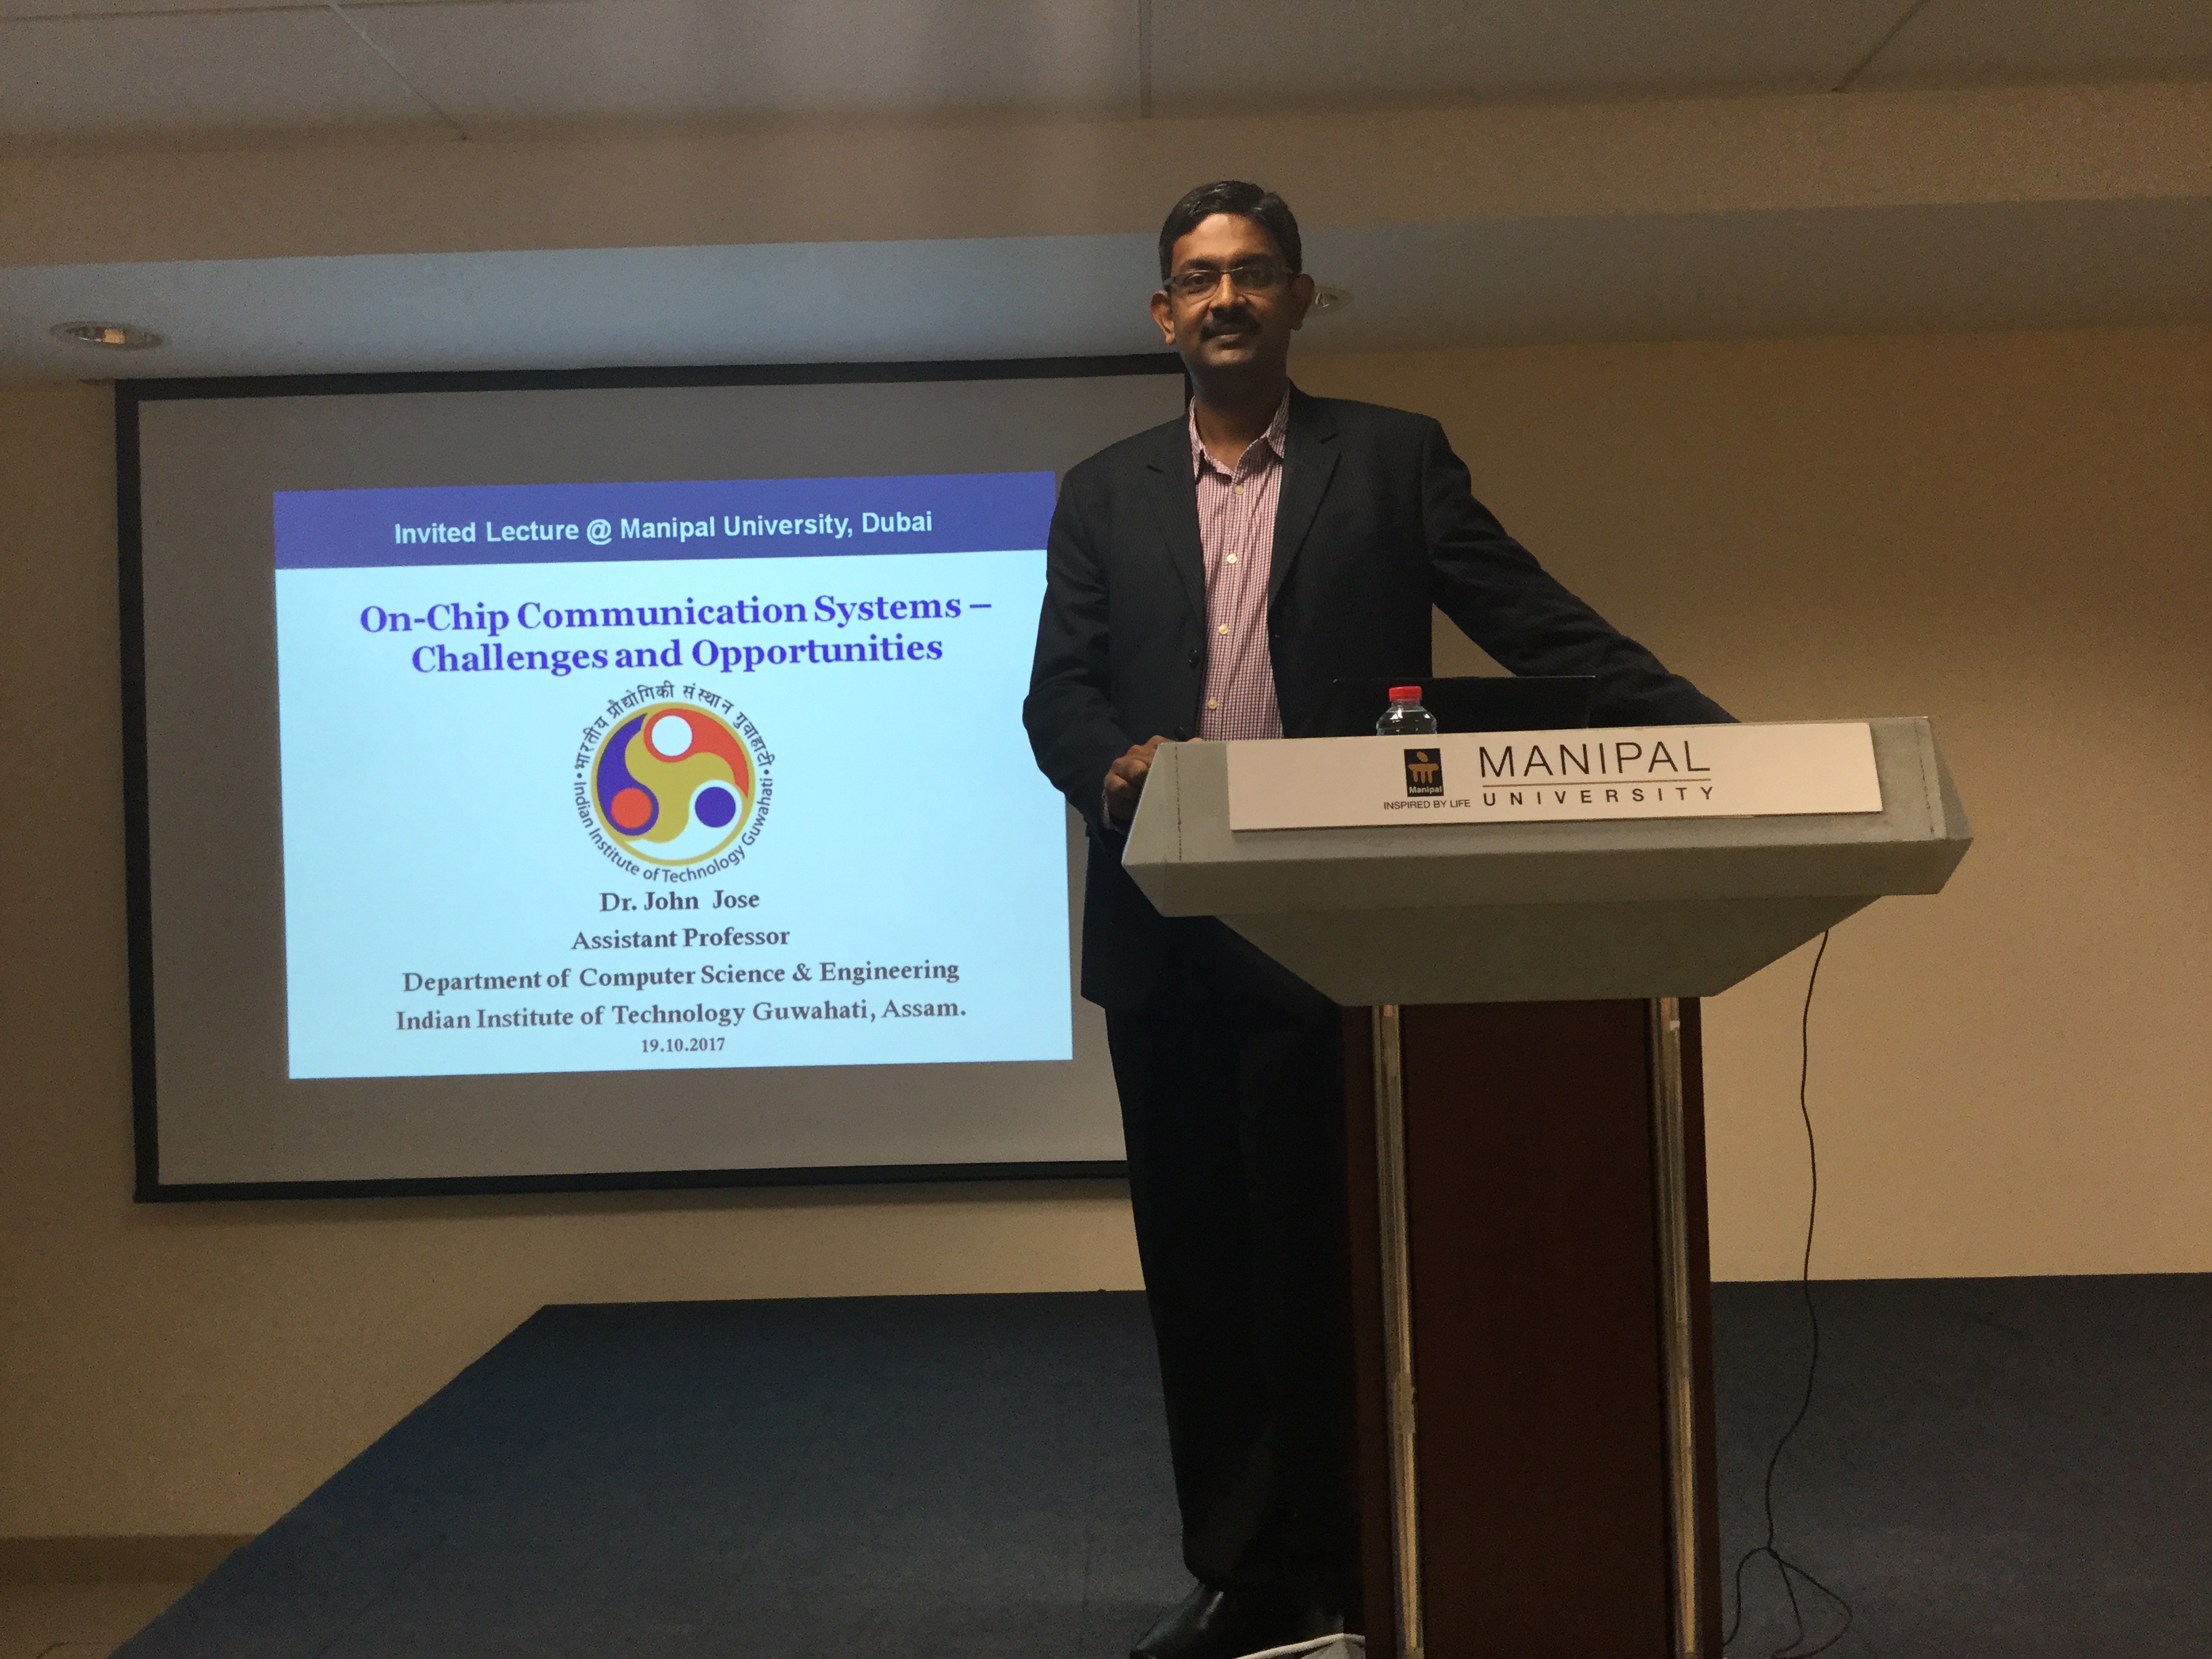 Invited Lecture @ Manipal University, Dubai
On-Chip Communication Systems –
Challenges and Opportunities
भारतीय प्रौद्योगिकी संस्थान गुवाहाटी
Indian Institute of Technology Guwahati
Dr. John Jose
Assistant Professor
Department of Computer Science & Engineering
Indian Institute of Technology Guwahati, Assam.
19.10.2017
Manipal
INSPIRED BY LIFE
MANIPAL
UNIVERSITY